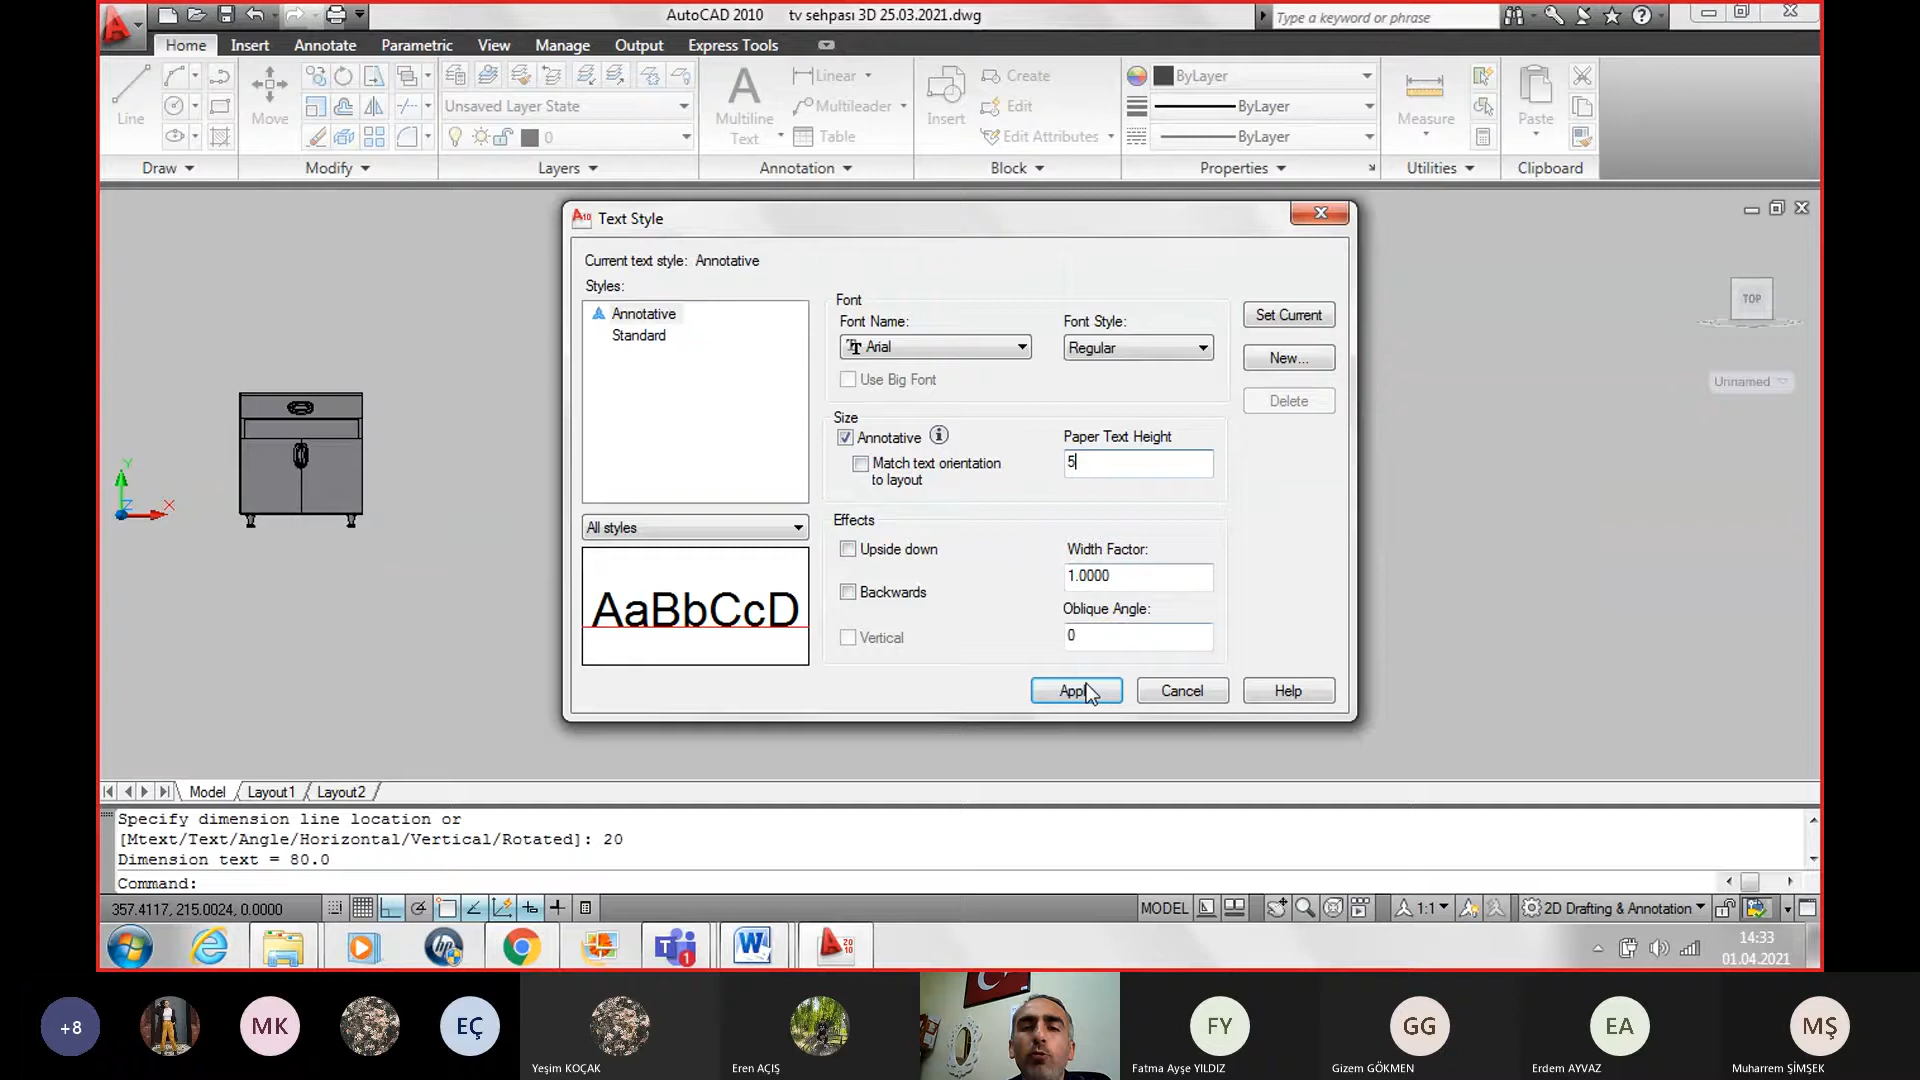 AutoCAD 2010 tv sehpası 3D 25.03.2021.dwg
Type a keyword or phrase
Home Insert Annotate Parametric View Manage Output Express Tools
Line
Move
Unsaved Layer State
0
Multiline
Text
Linear
Multileader
Table
Insert
Create
Edit
Edit Attributes
ByLayer
ByLayer
ByLayer
Measure
Paste
Draw Modify Layers Annotation Block Properties Utilities Clipboard
Text Style
Current text style: Annotative
Styles:
Annotative
Standard
All styles
AaBbCcD
Font
Font Name:
Arial
Font Style:
Regular
Use Big Font
Size
Annotative
Match text orientation
to layout
Paper Text Height
5
Effects
Upside down
Backwards
Vertical
Width Factor:
1.0000
Oblique Angle:
0
Set Current
New...
Delete
Cancel
Help
TOP
Unnamed
Y
X
Z
Model Layout1 Layout2
Specify dimension line location or
[Mtext/Text/Angle/Horizontal/Vertical/Rotated]: 20
Dimension text = 80.0
Command:
357.4117, 215.0024, 0.0000
MODEL
1:1
2D Drafting & Annotation
14:33
01.04.2021
+8
MK
EÇ
Yeşim KOÇAK
Eren AÇIŞ
FY
Fatma Ayşe YILDIZ
GG
Gizem GÖKMEN
EA
Erdem AYVAZ
MŞ
Muharrem ŞİMŞEK